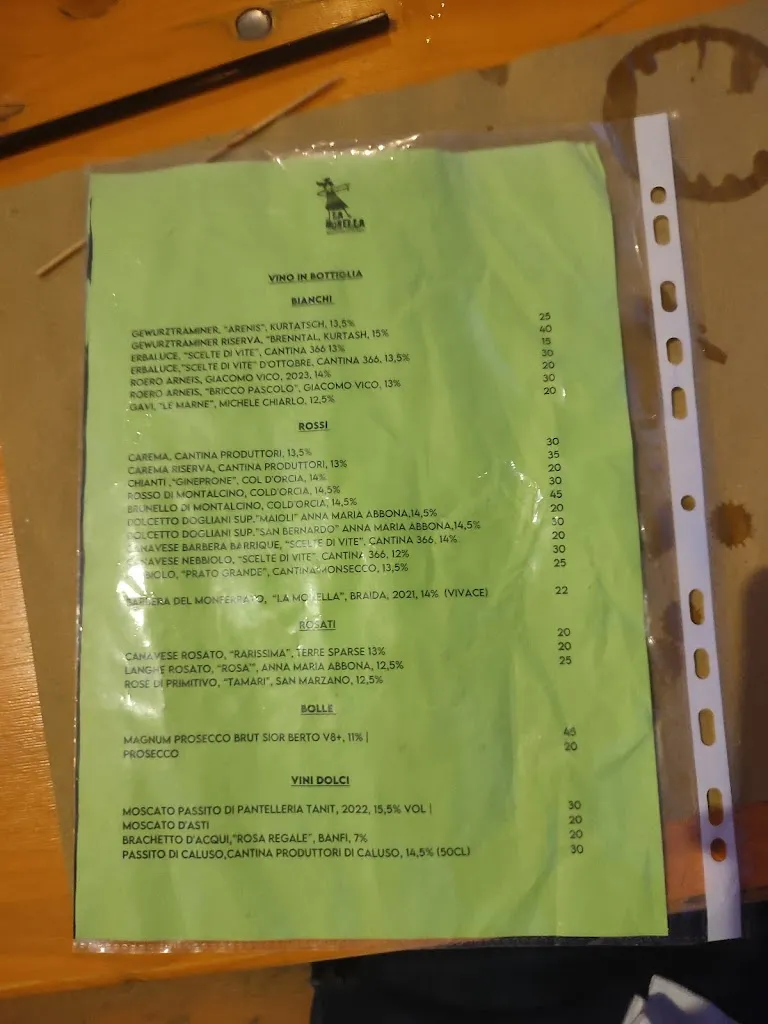 LA
MORELLA
VINO IN BOTTIGLIA
BIANCHI
GEWURZTRAMINER, "ARENIS", KURTATSCH, 13,5% 25
GEWURZTRAMINER RISERVA, "BRENNTAL, KURTASH, 15% 40
ERBALUCE, "SCELTE DI VITE", CANTINA 366 13% 15
ERBALUCE,"SCELTE DI VITE" D'OTTOBRE, CANTINA 366, 13,5% 30
ROERO ARNEIS, GIACOMO VICO, 2023, 14% 20
ROERO ARNEIS, "BRICCO PASCOLO", GIACOMO VICO, 13% 30
GAVI, "LE MARNE", MICHELE CHIARLO, 12,5% 20
ROSSI
CAREMA, CANTINA PRODUTTORI, 13,5% 30
CAREMA RISERVA, CANTINA PRODUTTORI, 13% 35
CHIANTI ,"GINEPRONE", COL D'ORCIA, 14% 20
ROSSO DI MONTALCINO, COLD'ORCIA, 14,5% 30
BRUNELLO DI MONTALCINO, COLD'ORCIA, 14,5% 45
DOLCETTO DOGLIANI SUP."MAIOLI" ANNA MARIA ABBONA,14,5% 20
DOLCETTO DOGLIANI SUP."SAN BERNARDO" ANNA MARIA ABBONA,14,5% 30
CANAVESE BARBERA BARRIQUE, "SCELTE DI VITE", CANTINA 366, 14% 20
CANAVESE NEBBIOLO, "SCELTE DI VITE", CANTINA 366, 12% 30
NEBBIOLO, "PRATO GRANDE", CANTINA MONSECCO, 13,5% 25
BARBERA DEL MONFERRATO, "LA MONELLA", BRAIDA, 2021, 14% (VIVACE) 22
ROSATI
CANAVESE ROSATO, "RARISSIMA", TERRE SPARSE 13% 20
LANGHE ROSATO, "ROSA", ANNA MARIA ABBONA, 12,5% 20
ROSÈ DI PRIMITIVO, "TAMARI", SAN MARZANO, 12,5% 25
BOLLE
MAGNUM PROSECCO BRUT SIOR BERTO V8+, 11% | 45
PROSECCO 20
VINI DOLCI
MOSCATO PASSITO DI PANTELLERIA TANIT, 2022, 15,5% VOL | 30
MOSCATO D'ASTI 20
BRACHETTO D'ACQUI,"ROSA REGALE", BANFI, 7% 20
PASSITO DI CALUSO,CANTINA PRODUTTORI DI CALUSO, 14,5% (50CL) 30